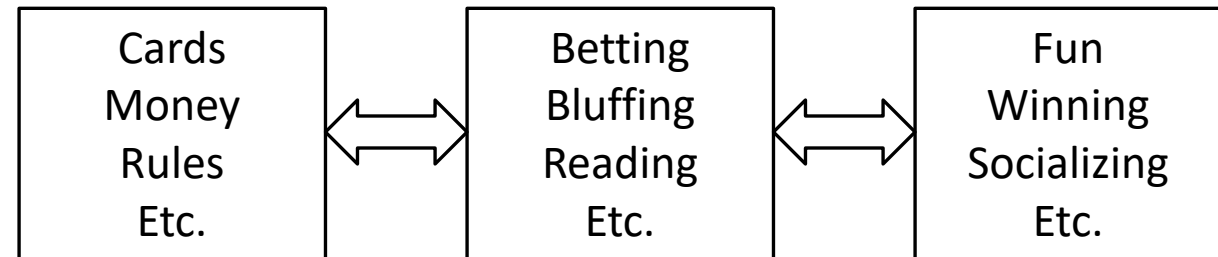 Cards
Money
Rules
Etc.
Betting
Bluffing
Reading
Etc.
Fun
Winning
Socializing
Etc.